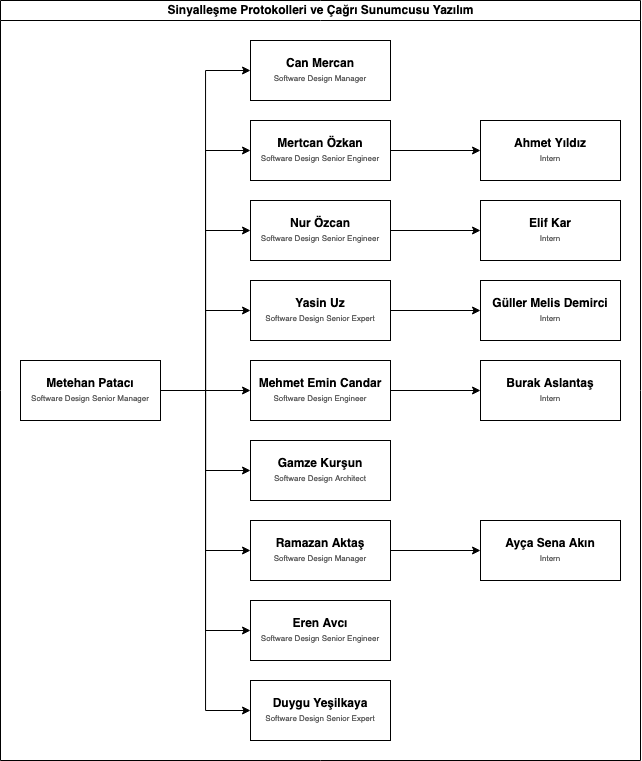 Sinyalleşme Protokolleri ve Çağrı Sunumcusu Yazılım
Can Mercan
Software Design Manager
Mertcan Özkan
Software Design Senior Engineer
Ahmet Yıldız
Intern
Nur Özcan
Software Design Senior Engineer
Elif Kar
Intern
Yasin Uz
Software Design Senior Expert
Güller Melis Demirci
Intern
Metehan Patacı
Software Design Senior Manager
Mehmet Emin Candar
Software Design Engineer
Burak Aslantaş
Intern
Gamze Kurşun
Software Design Architect
Ramazan Aktaş
Software Design Manager
Ayça Sena Akın
Intern
Eren Avcı
Software Design Senior Engineer
Duygu Yeşilkaya
Software Design Senior Expert